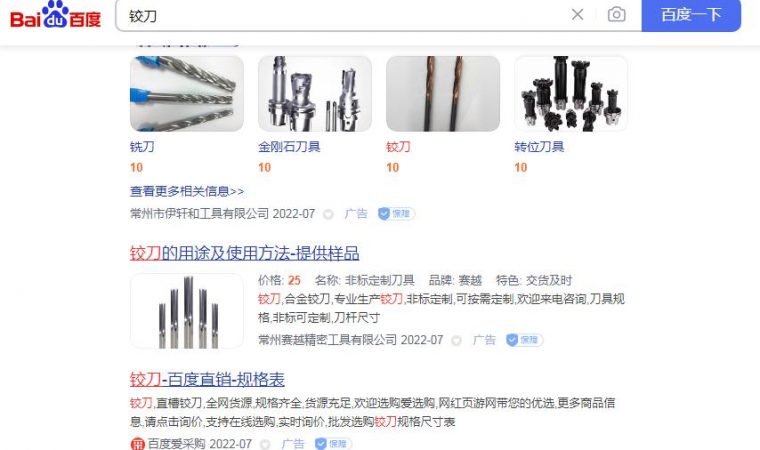 Bai du 百度
铰刀
百度一下
铣刀
金刚石刀具
铰刀
转位刀具
10
10
10
10
查看更多相关信息>>
常州市伊轩和工具有限公司 2022-07 广告 保障
铰刀的用途及使用方法-提供样品
价格: 25 名称: 非标定制刀具 品牌: 赛越 特色: 交货及时
铰刀,合金铰刀,专业生产铰刀,非标定制,可按需定制,欢迎来电咨询,刀具规
格,非标可定制,刀杆尺寸
常州赛越精密工具有限公司 2022-07 广告 保障
铰刀-百度直销-规格表
铰刀,直槽铰刀,全网货源,规格齐全,货源充足,欢迎选购爱选购,网红页游网带您的优选,更多商品信
息,请点击询价,支持在线选购,实时询价,批发选购铰刀规格尺寸表
百度爱采购 2022-07 广告 保障